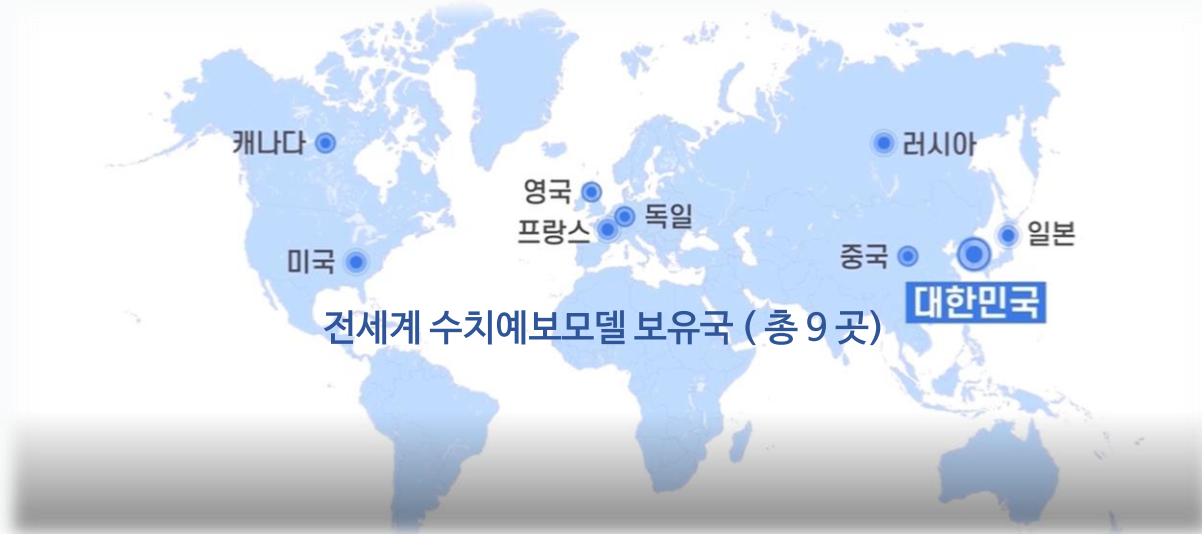 캐나다
러시아
영국
독일
프랑스
일본
중국
미국
대한민국
전세계 수치예보모델 보유국 ( 총 9 곳)